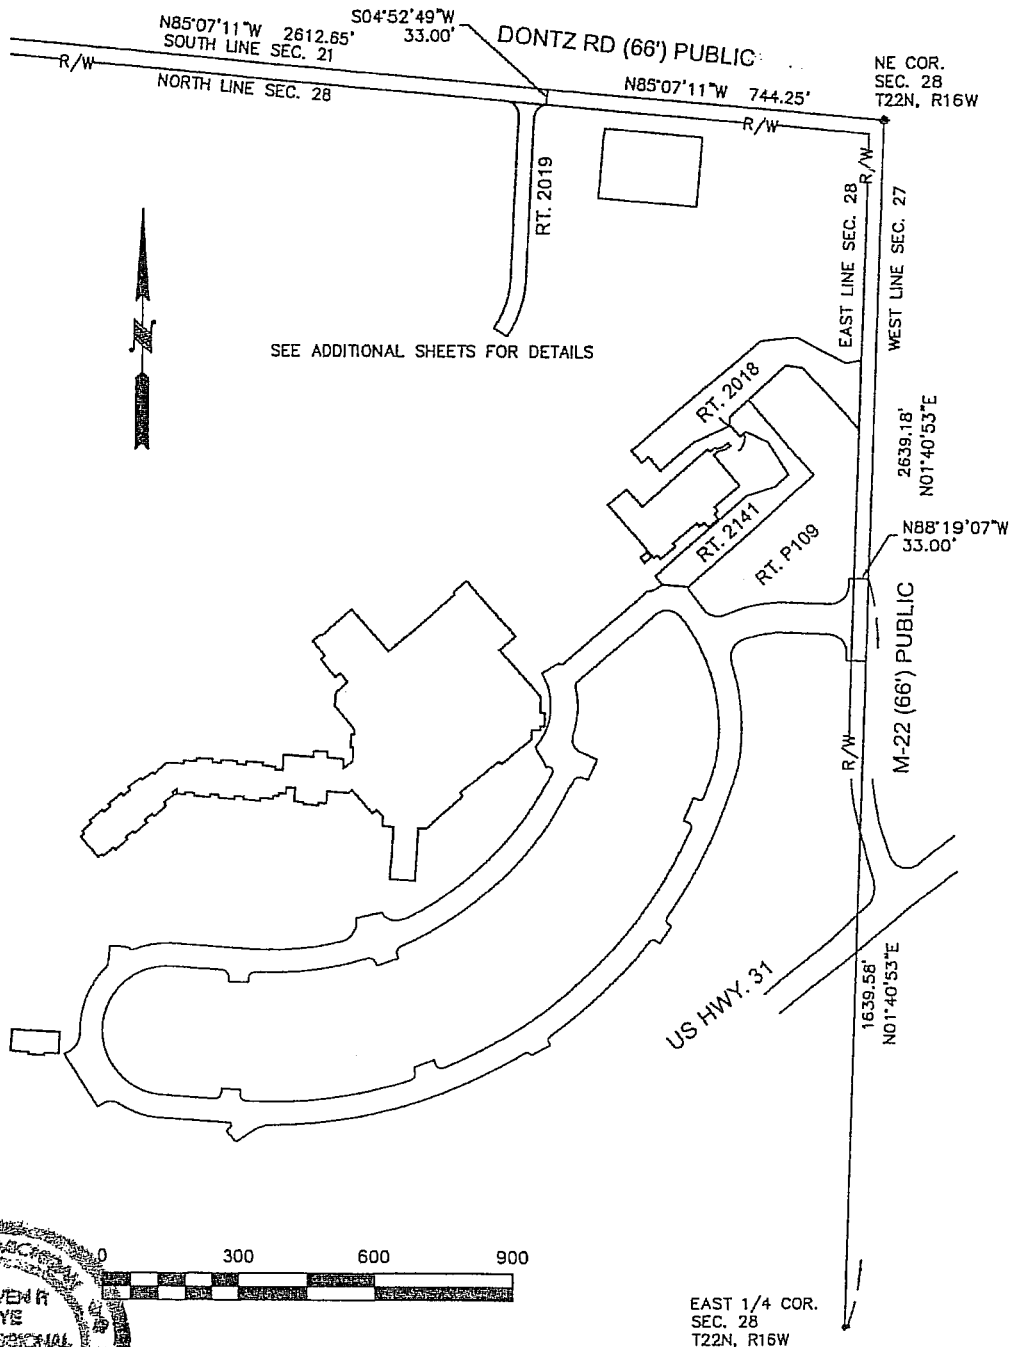 N85°07'11"W 2612.65'
SOUTH LINE SEC. 21
S04°52'49"W
33.00'
DONTZ RD (66') PUBLIC
NE COR.
SEC. 28
T22N, R16W
R/W
NORTH LINE SEC. 28
N85°07'11"W 744.25'
R/W
R/W
RT. 2019
EAST LINE SEC. 28
WEST LINE SEC. 27
N
SEE ADDITIONAL SHEETS FOR DETAILS
RT. 2018
2639.18'
N01°40'53"E
RT. 2141
RT. P109
N88°19'07"W
33.00'
M-22 (66') PUBLIC
R/W
US HWY. 31
1639.58'
N01°40'53"E
0 300 600 900
EAST 1/4 COR.
SEC. 28
T22N, R16W